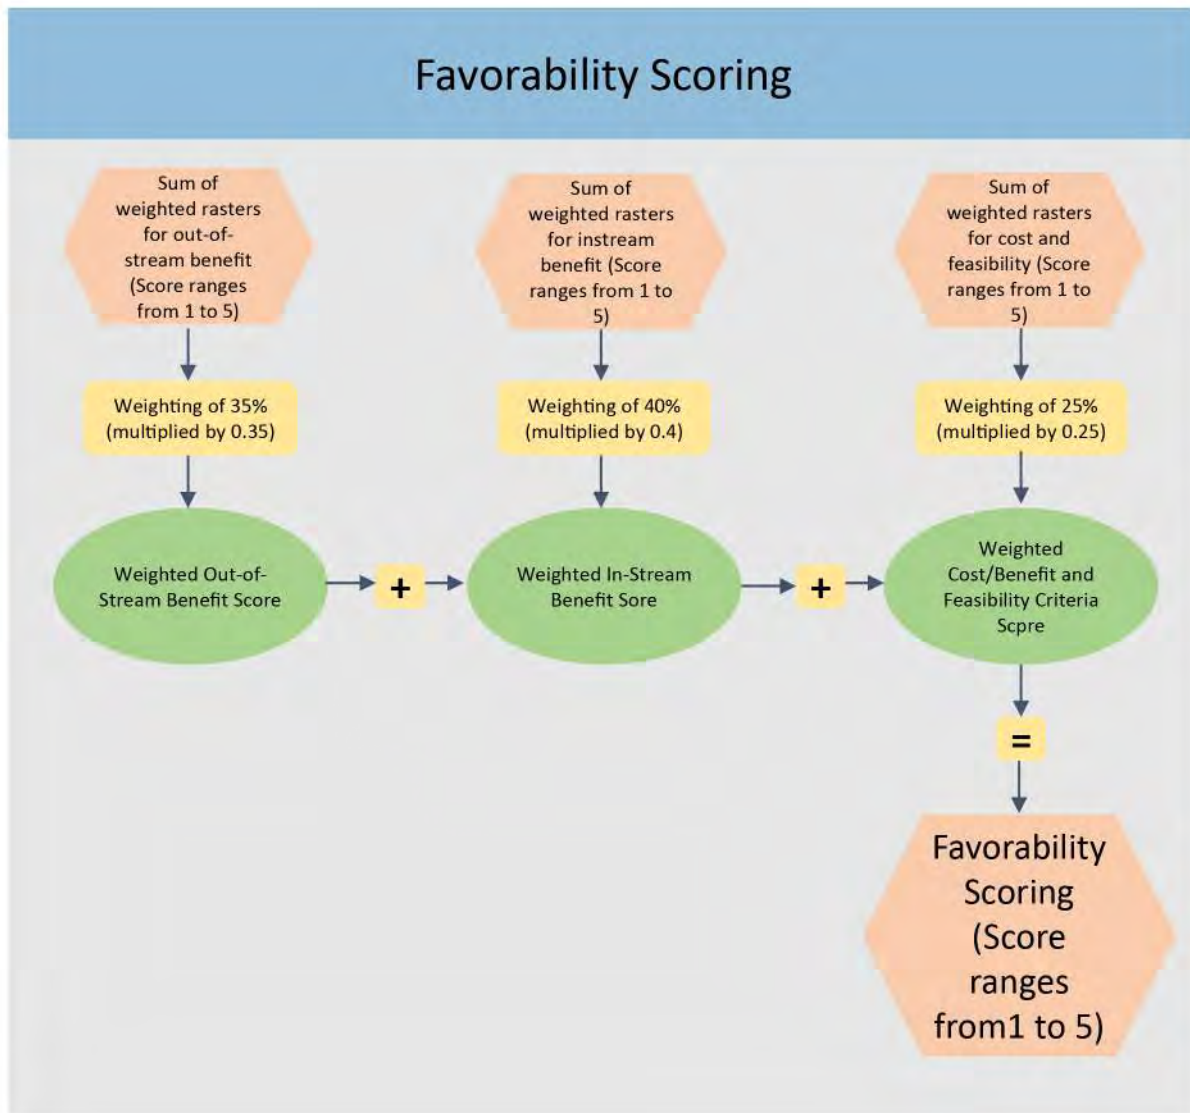 Favorability Scoring
Sum of
weighted rasters
for out-of-
stream benefit
(Score ranges
from 1 to 5)
Sum of
weighted rasters
for instream
benefit (Score
ranges from 1 to
5)
Sum of
weighted rasters
for cost and
feasibility (Score
ranges from 1 to
5)
Weighting of 35%
(multiplied by 0.35)
Weighting of 40%
(multiplied by 0.4)
Weighting of 25%
(multiplied by 0.25)
Weighted Out-of-
Stream Benefit Score
+
Weighted In-Stream
Benefit Sore
+
Weighted
Cost/Benefit and
Feasibility Criteria
Scpre
=
Favorability
Scoring
(Score
ranges
from1 to 5)